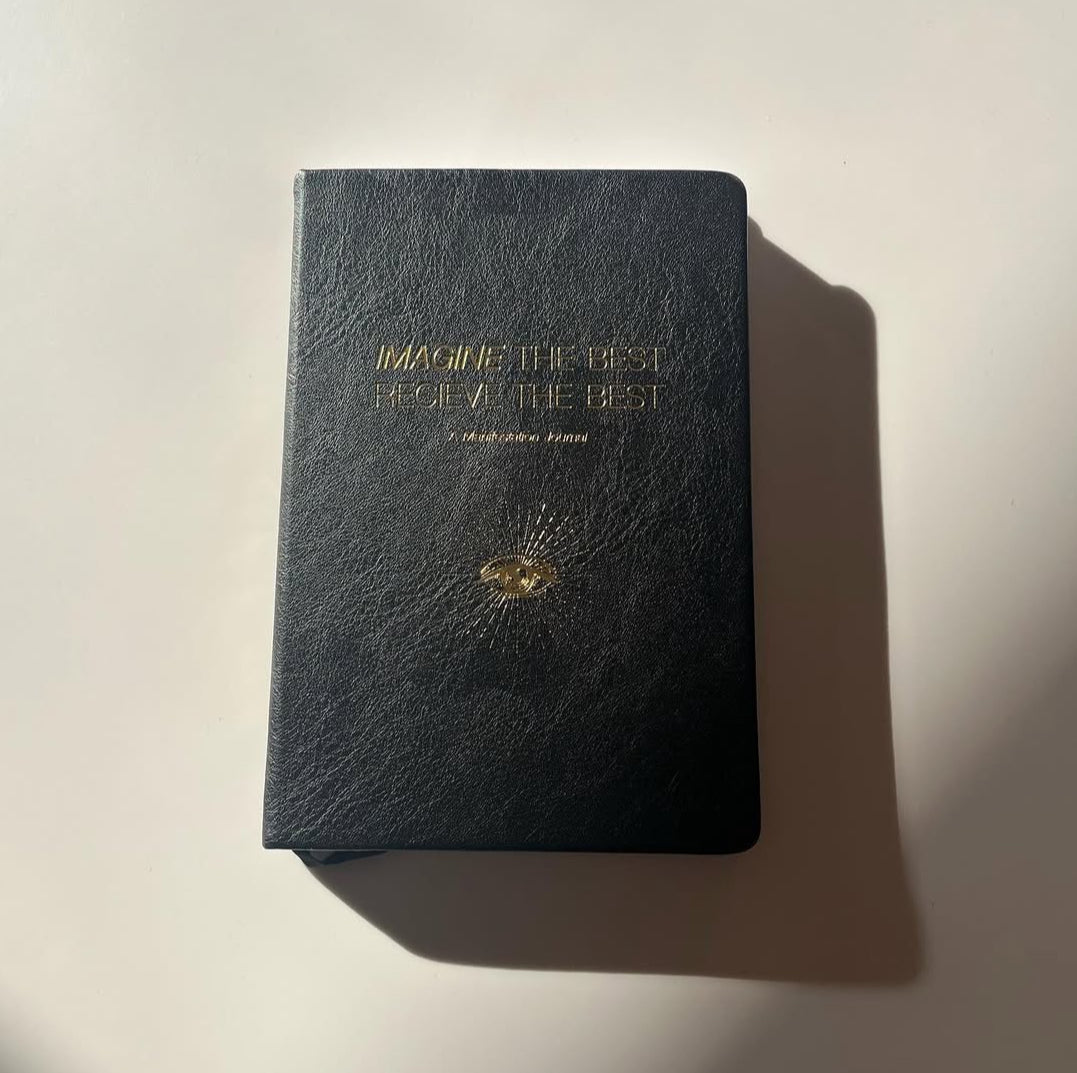 IMAGINE THE BEST
RECIEVE THE BEST
A Manifestation Journal